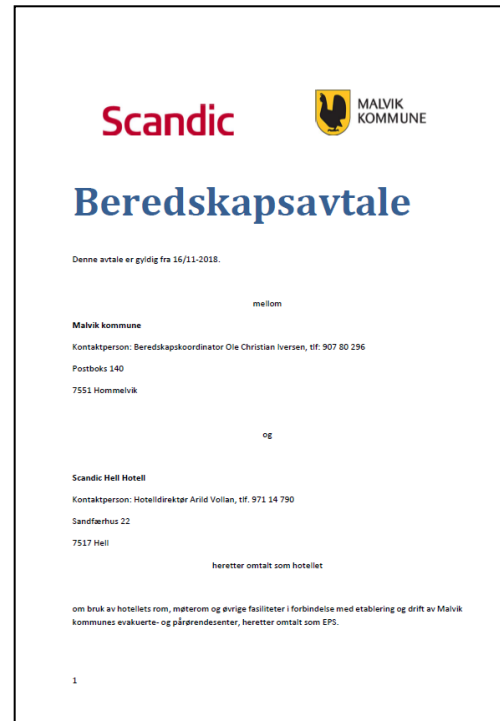 Scandic
MALVIK
KOMMUNE
Beredskapsavtale
Denne avtale er gyldig fra 16/11-2018.
mellom
Malvik kommune
Kontaktperson: Beredskapskoordinator Ole Christian Iversen, tlf: 907 80 296
Postboks 140
7551 Hommelvik
og
Scandic Hell Hotell
Kontaktperson: Hotelldirektør Arild Vollan, tlf. 971 14 790
Sandfærhus 22
7517 Hell
heretter omtalt som hotellet
om bruk av hotellets rom, møterom og øvrige fasiliteter i forbindelse med etablering og drift av Malvik
kommunes evakuerte- og pårørendesenter, heretter omtalt som EPS.
1